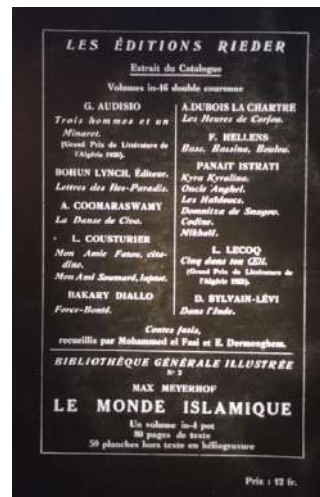 LES ÉDITIONS RIEDER
Extrait du Catalogue
Volumes in-16 double couronne
G. AUDISIO
Trois hommes et un
Minaret.
(Grand Prix de Littérature de
l'Algérie 1925).
BOHUN LYNCH, Éditeur.
Lettres des Iles-Paradis.
A. COOMARASWAMY
La Danse de Çiva.
L. COUSTURIER
Mon Amie Fatou, cita-
dine.
Mon Ami Soumaré, laptot.
BAKARY DIALLO
Force-Bonté.
A. DUBOIS LA CHARTRE
Les Heures de Corfou.
F. HELLENS
Bass, Bassina, Boulou.
PANAIT ISTRATI
Kyra Kyralina.
Oncle Anghel.
Les Haïdoucs.
Domnitza de Snagov.
Codine.
Mikhaïl.
L. LECOQ
Cinq dans ton Œil.
(Grand Prix de Littérature de
l'Algérie
D. SYLVAIN-LÉVI
Dans l'Inde.
Contes fasis,
recueillis par Mohammed el Fasi et E. Dermenghem.
BIBLIOTHÈQUE GÉNÉRALE ILLUSTRÉE
N°
MAX MEYERHOF
LE MONDE ISLAMIQUE
Un volume in-4 pot
80 pages de texte
59 planches hors texte en héliogravure
Prix : 12 fr.